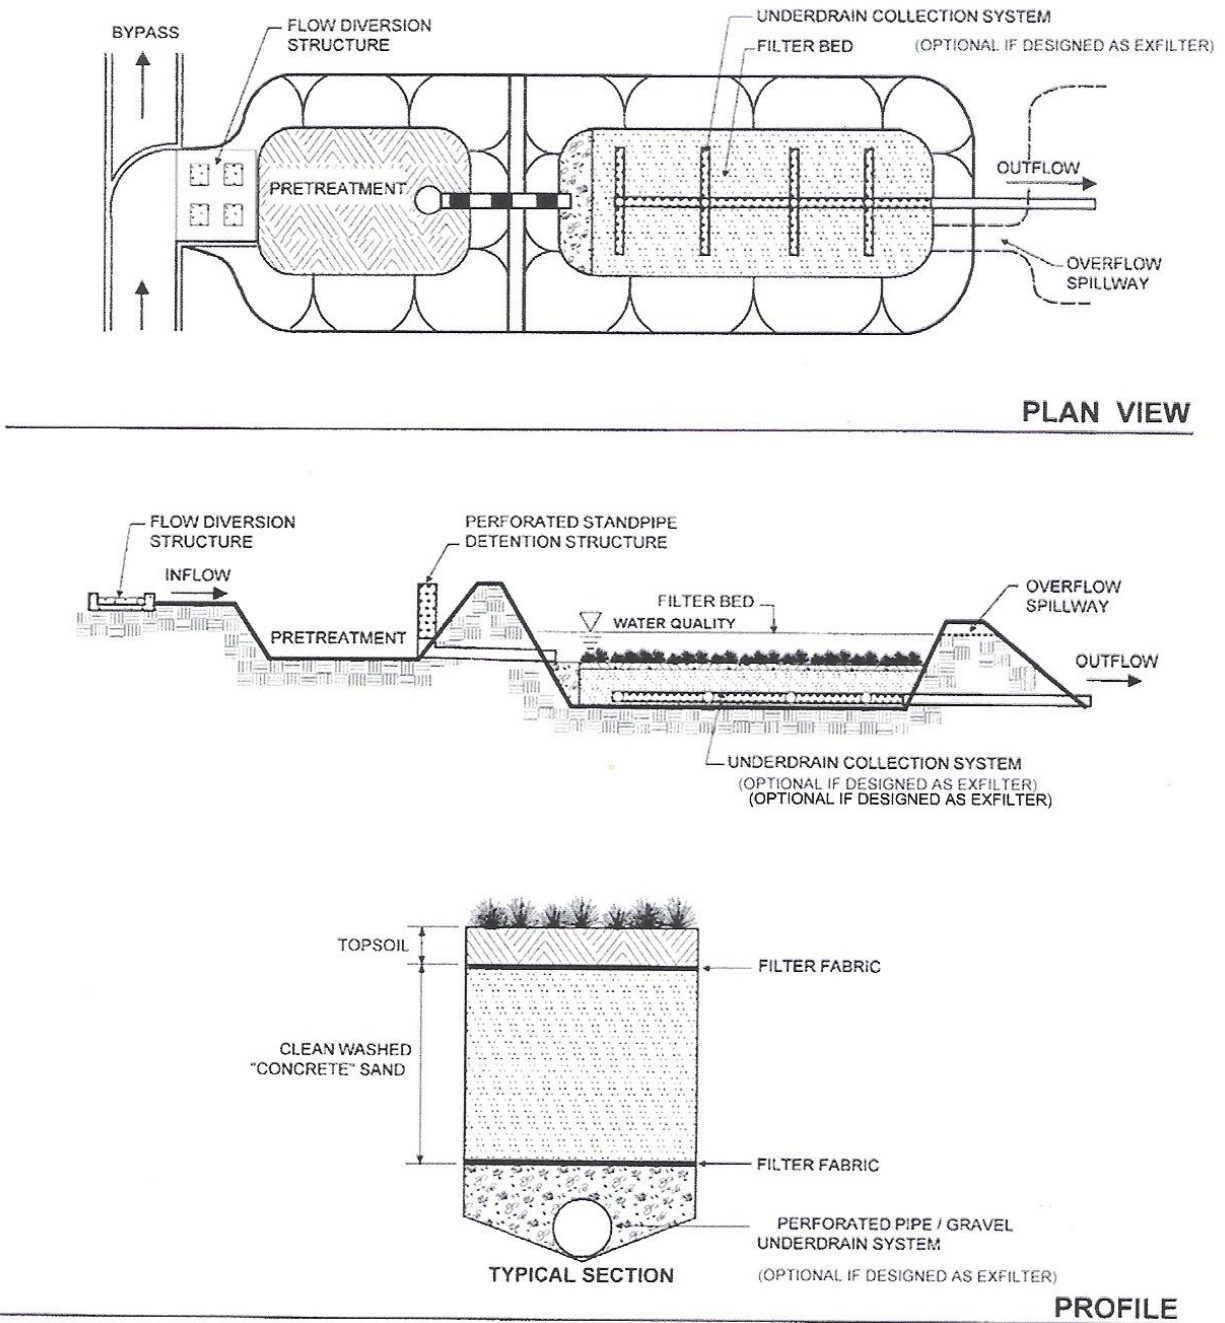 BYPASS
FLOW DIVERSION
STRUCTURE
UNDERDRAIN COLLECTION SYSTEM
FILTER BED
(OPTIONAL IF DESIGNED AS EXFILTER)
PRETREATMENT
OUTFLOW
OVERFLOW
SPILLWAY
PLAN VIEW
FLOW DIVERSION
STRUCTURE
INFLOW
PERFORATED STANDPIPE
DETENTION STRUCTURE
PRETREATMENT
FILTER BED
WATER QUALITY
OVERFLOW
SPILLWAY
OUTFLOW
UNDERDRAIN COLLECTION SYSTEM
(OPTIONAL IF DESIGNED AS EXFILTER)
(OPTIONAL IF DESIGNED AS EXFILTER)
TOPSOIL
FILTER FABRIC
CLEAN WASHED
"CONCRETE" SAND
FILTER FABRIC
PERFORATED PIPE / GRAVEL
UNDERDRAIN SYSTEM
(OPTIONAL IF DESIGNED AS EXFILTER)
TYPICAL SECTION
PROFILE